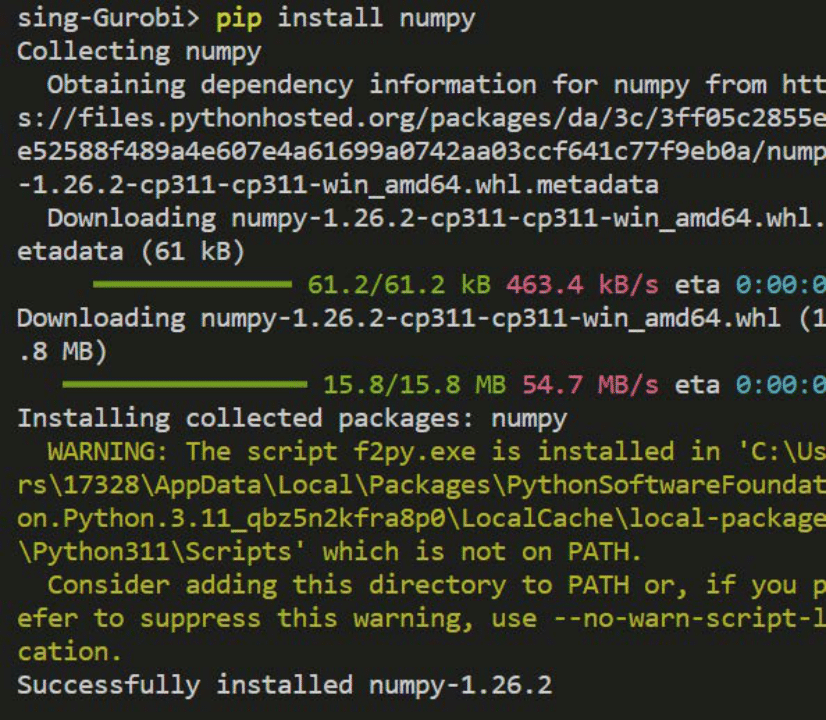 sing-Gurobi> pip install numpy
Collecting numpy
  Obtaining dependency information for numpy from htt
s://files.pythonhosted.org/packages/da/3c/3ff05c2855e
e52588f489a4e607e4a61699a0742aa03ccf641c77f9eb0a/nump
-1.26.2-cp311-cp311-win_amd64.whl.metadata
  Downloading numpy-1.26.2-cp311-cp311-win_amd64.whl.
etadata (61 kB)
61.2/61.2 kB 463.4 kB/s eta 0:00:0
Downloading numpy-1.26.2-cp311-cp311-win_amd64.whl (1
.8 MB)
15.8/15.8 MB 54.7 MB/s eta 0:00:0
Installing collected packages: numpy
  WARNING: The script f2py.exe is installed in 'C:\Us
rs\17328\AppData\Local\Packages\PythonSoftwareFoundat
on.Python.3.11_qbz5n2kfra8p0\LocalCache\local-package
\Python311\Scripts' which is not on PATH.
  Consider adding this directory to PATH or, if you p
efer to suppress this warning, use --no-warn-script-l
cation.
Successfully installed numpy-1.26.2